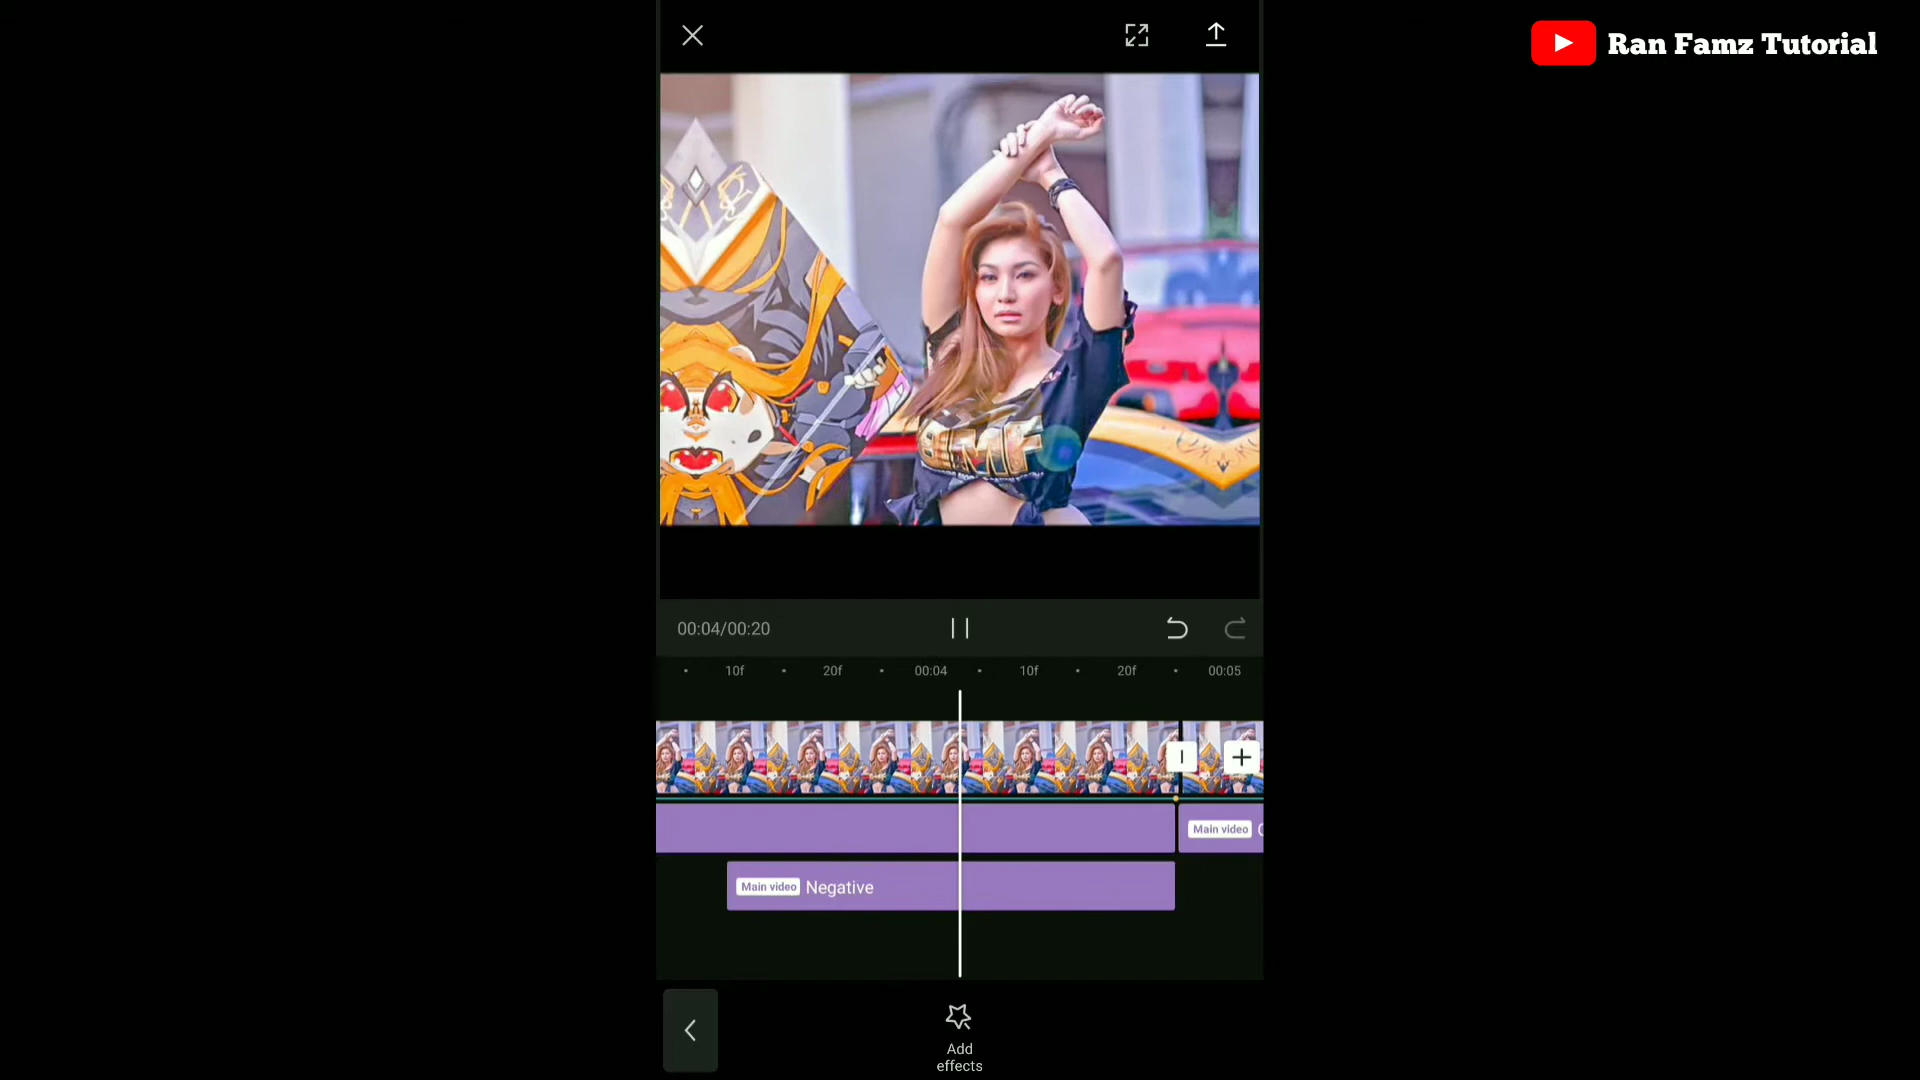 Ran Famz Tutorial
00:04/00:20
10f 20f 00:04 10f 20f 00:05
Main video
Main video Negative
Add
effects